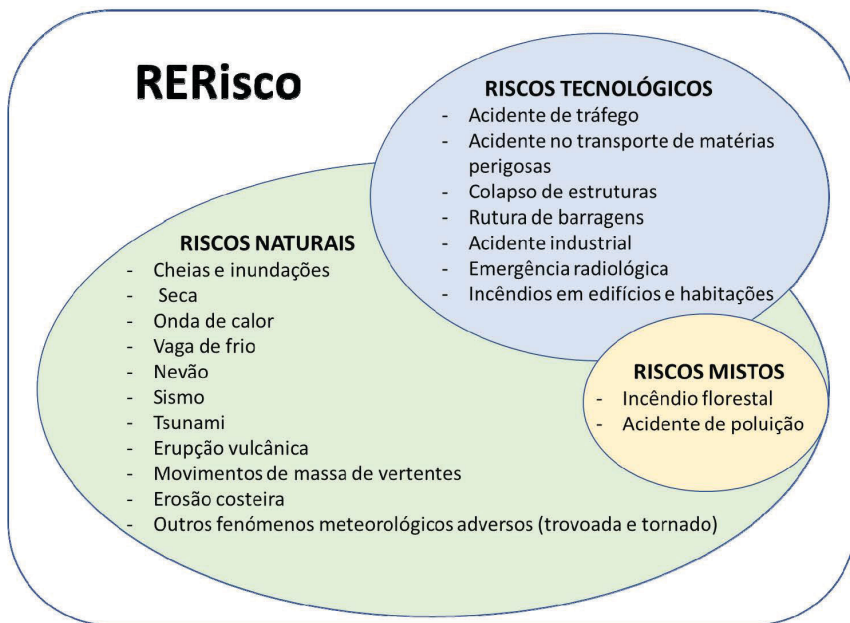 RERisco
RISCOS TECNOLÓGICOS
- Acidente de tráfego
- Acidente no transporte de matérias
perigosas
- Colapso de estruturas
- Rutura de barragens
- Acidente industrial
- Emergência radiológica
- Incêndios em edifícios e habitações
RISCOS NATURAIS
- Cheias e inundações
- Seca
- Onda de calor
- Vaga de frio
- Nevão
- Sismo
- Tsunami
- Erupção vulcânica
- Movimentos de massa de vertentes
- Erosão costeira
- Outros fenómenos meteorológicos adversos (trovoada e tornado)
RISCOS MISTOS
- Incêndio florestal
- Acidente de poluição